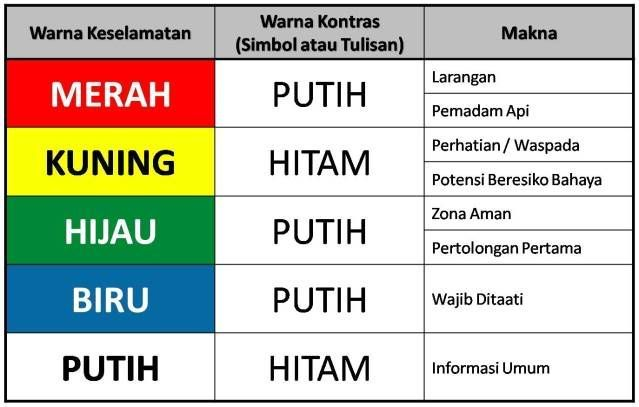 Warna Keselamatan
Warna Kontras
(Simbol atau Tulisan)
Makna
MERAH
PUTIH
Larangan
Pemadam Api
KUNING
HITAM
Perhatian / Waspada
Potensi Beresiko Bahaya
HIJAU
PUTIH
Zona Aman
Pertolongan Pertama
BIRU
PUTIH
Wajib Ditaati
PUTIH
HITAM
Informasi Umum